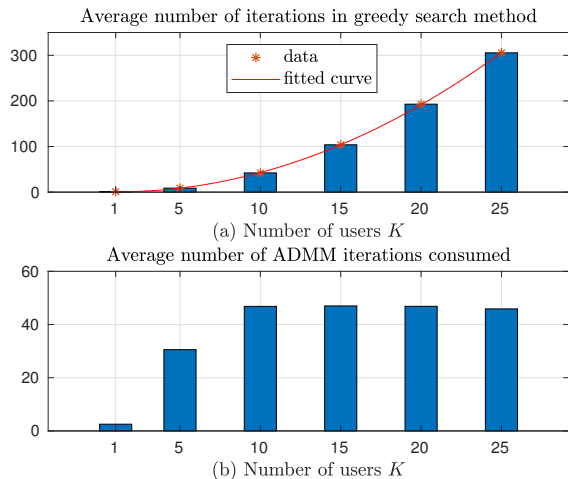 Average number of iterations in greedy search method
data
fitted curve
300
200
100
0
1 5 10 15 20 25
(a) Number of users K
Average number of ADMM iterations consumed
60
40
20
0
1 5 10 15 20 25
(b) Number of users K